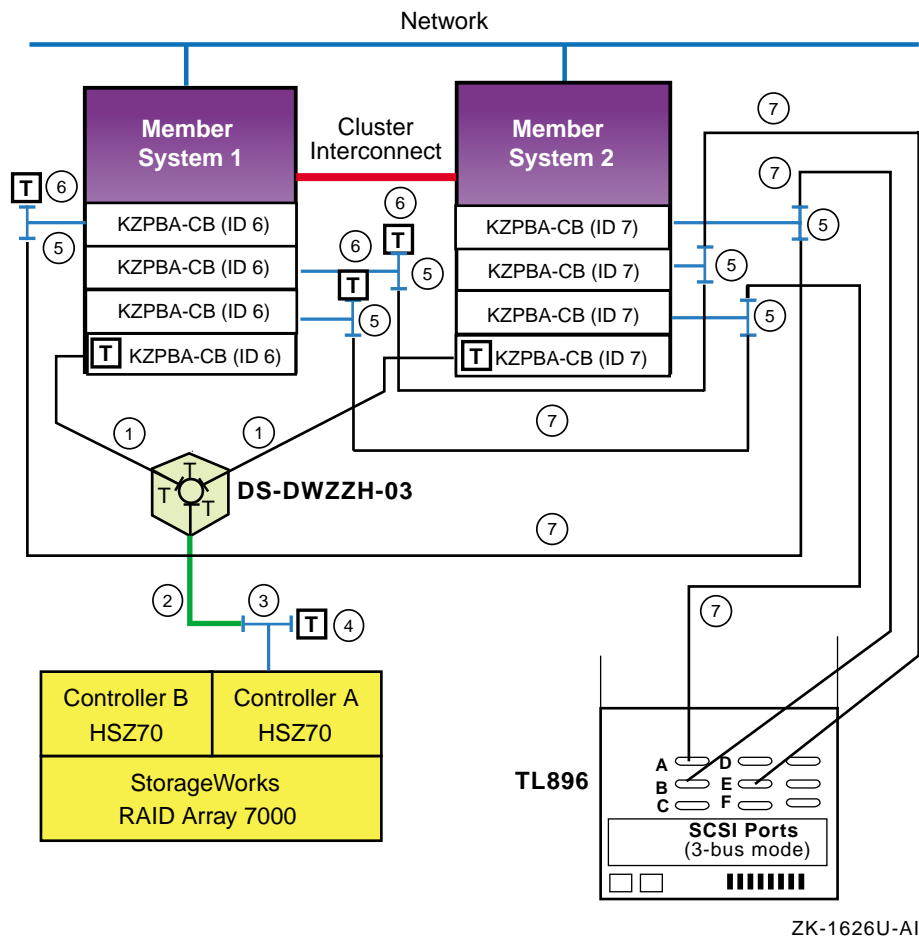 Network
7
Member
System 1
Cluster
Interconnect
Member
System 2
7
T
6
6
KZPBA-CB (ID 6)
KZPBA-CB (ID 7)
5
5
6
T
KZPBA-CB (ID 6)
KZPBA-CB (ID 7)
5
5
T
KZPBA-CB (ID 6)
KZPBA-CB (ID 7)
5
5
T
KZPBA-CB (ID 6)
T
KZPBA-CB (ID 7)
1
1
7
T
T
T
DS-DWZZH-03
7
2
3
T
4
7
Controller B
HSZ70
Controller A
HSZ70
StorageWorks
RAID Array 7000
TL896
A
D
B
E
C
F
SCSI Ports
(3-bus mode)
ZK-1626U-AI